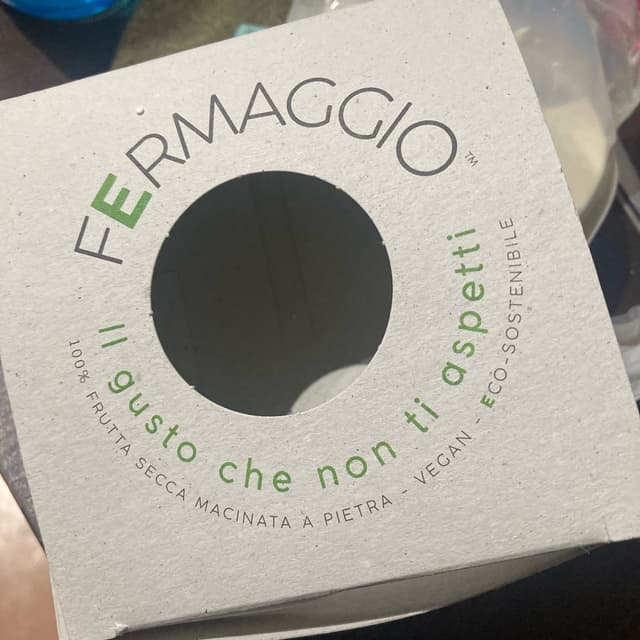 FERMAGGIO™
Il gusto che non ti aspetti
100% FRUTTA SECCA MACINATA A PIETRA - VEGAN - ECO-SOSTENIBILE